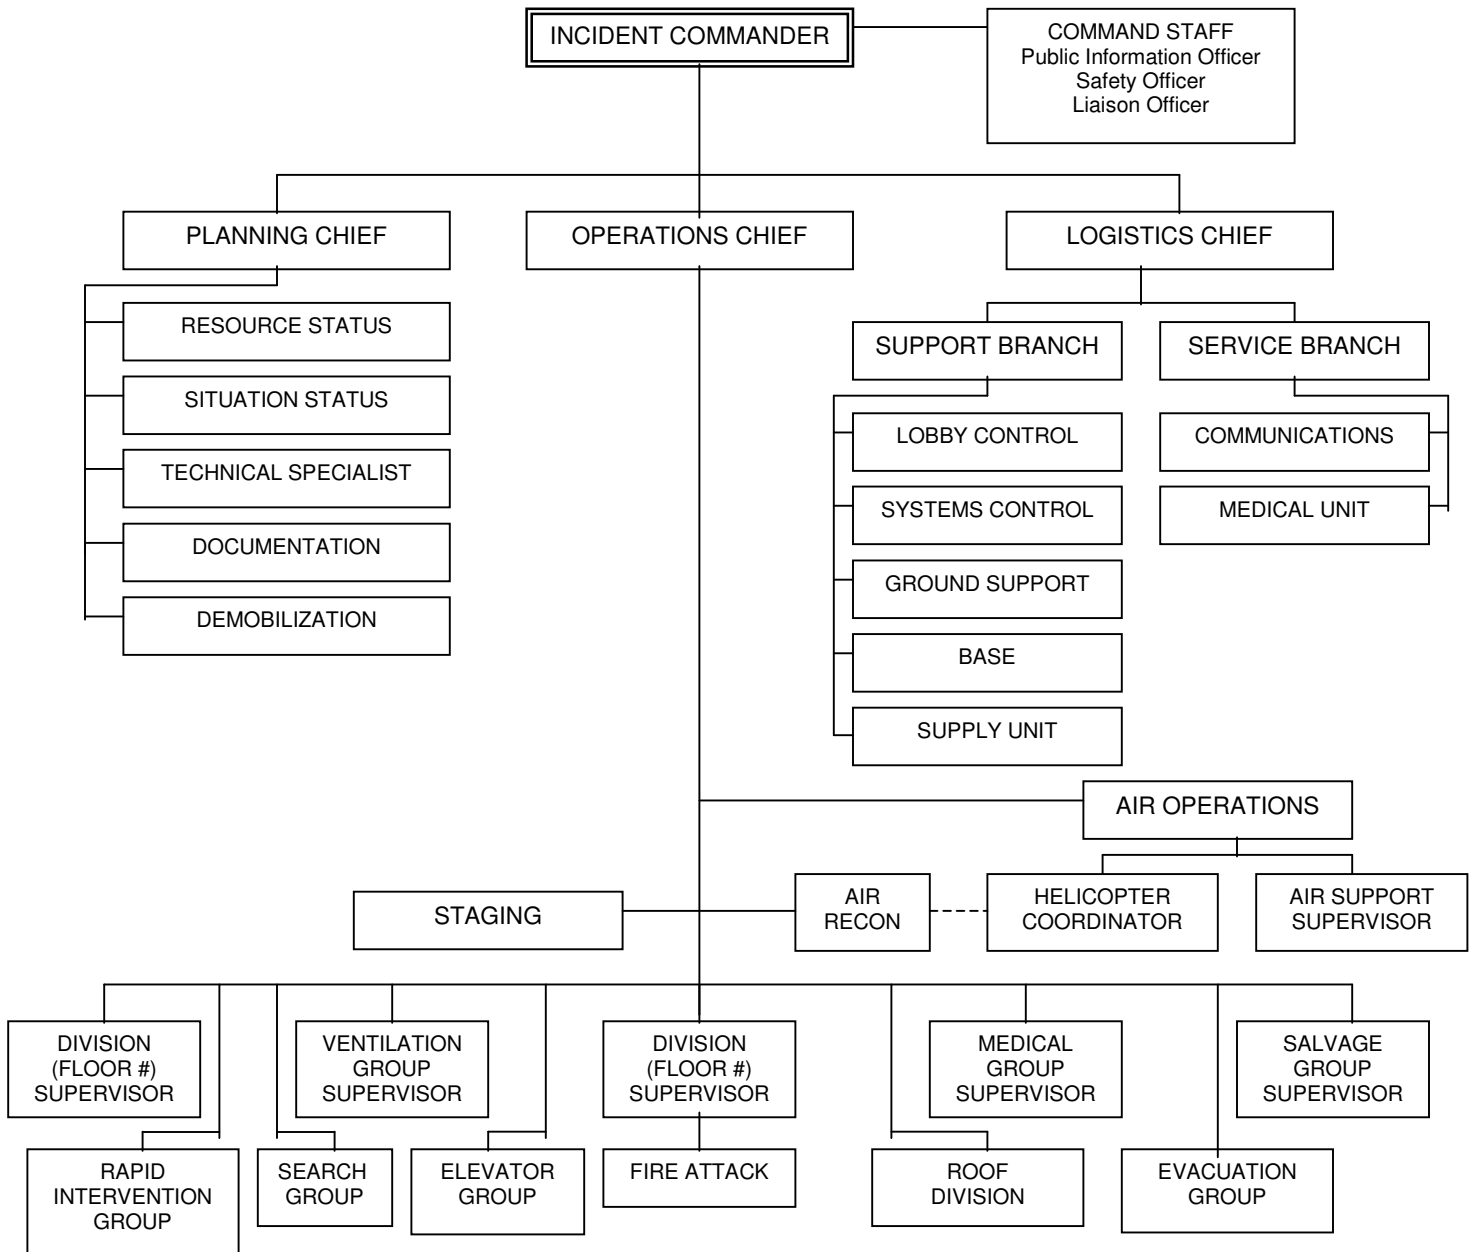 INCIDENT COMMANDER
COMMAND STAFF
Public Information Officer
Safety Officer
Liaison Officer
PLANNING CHIEF
OPERATIONS CHIEF
LOGISTICS CHIEF
RESOURCE STATUS
SITUATION STATUS
TECHNICAL SPECIALIST
DOCUMENTATION
DEMOBILIZATION
SUPPORT BRANCH
SERVICE BRANCH
LOBBY CONTROL
SYSTEMS CONTROL
GROUND SUPPORT
BASE
SUPPLY UNIT
COMMUNICATIONS
MEDICAL UNIT
AIR OPERATIONS
STAGING
AIR
RECON
HELICOPTER
COORDINATOR
AIR SUPPORT
SUPERVISOR
DIVISION
(FLOOR #)
SUPERVISOR
VENTILATION
GROUP
SUPERVISOR
DIVISION
(FLOOR #)
SUPERVISOR
MEDICAL
GROUP
SUPERVISOR
SALVAGE
GROUP
SUPERVISOR
RAPID
INTERVENTION
GROUP
SEARCH
GROUP
ELEVATOR
GROUP
FIRE ATTACK
ROOF
DIVISION
EVACUATION
GROUP